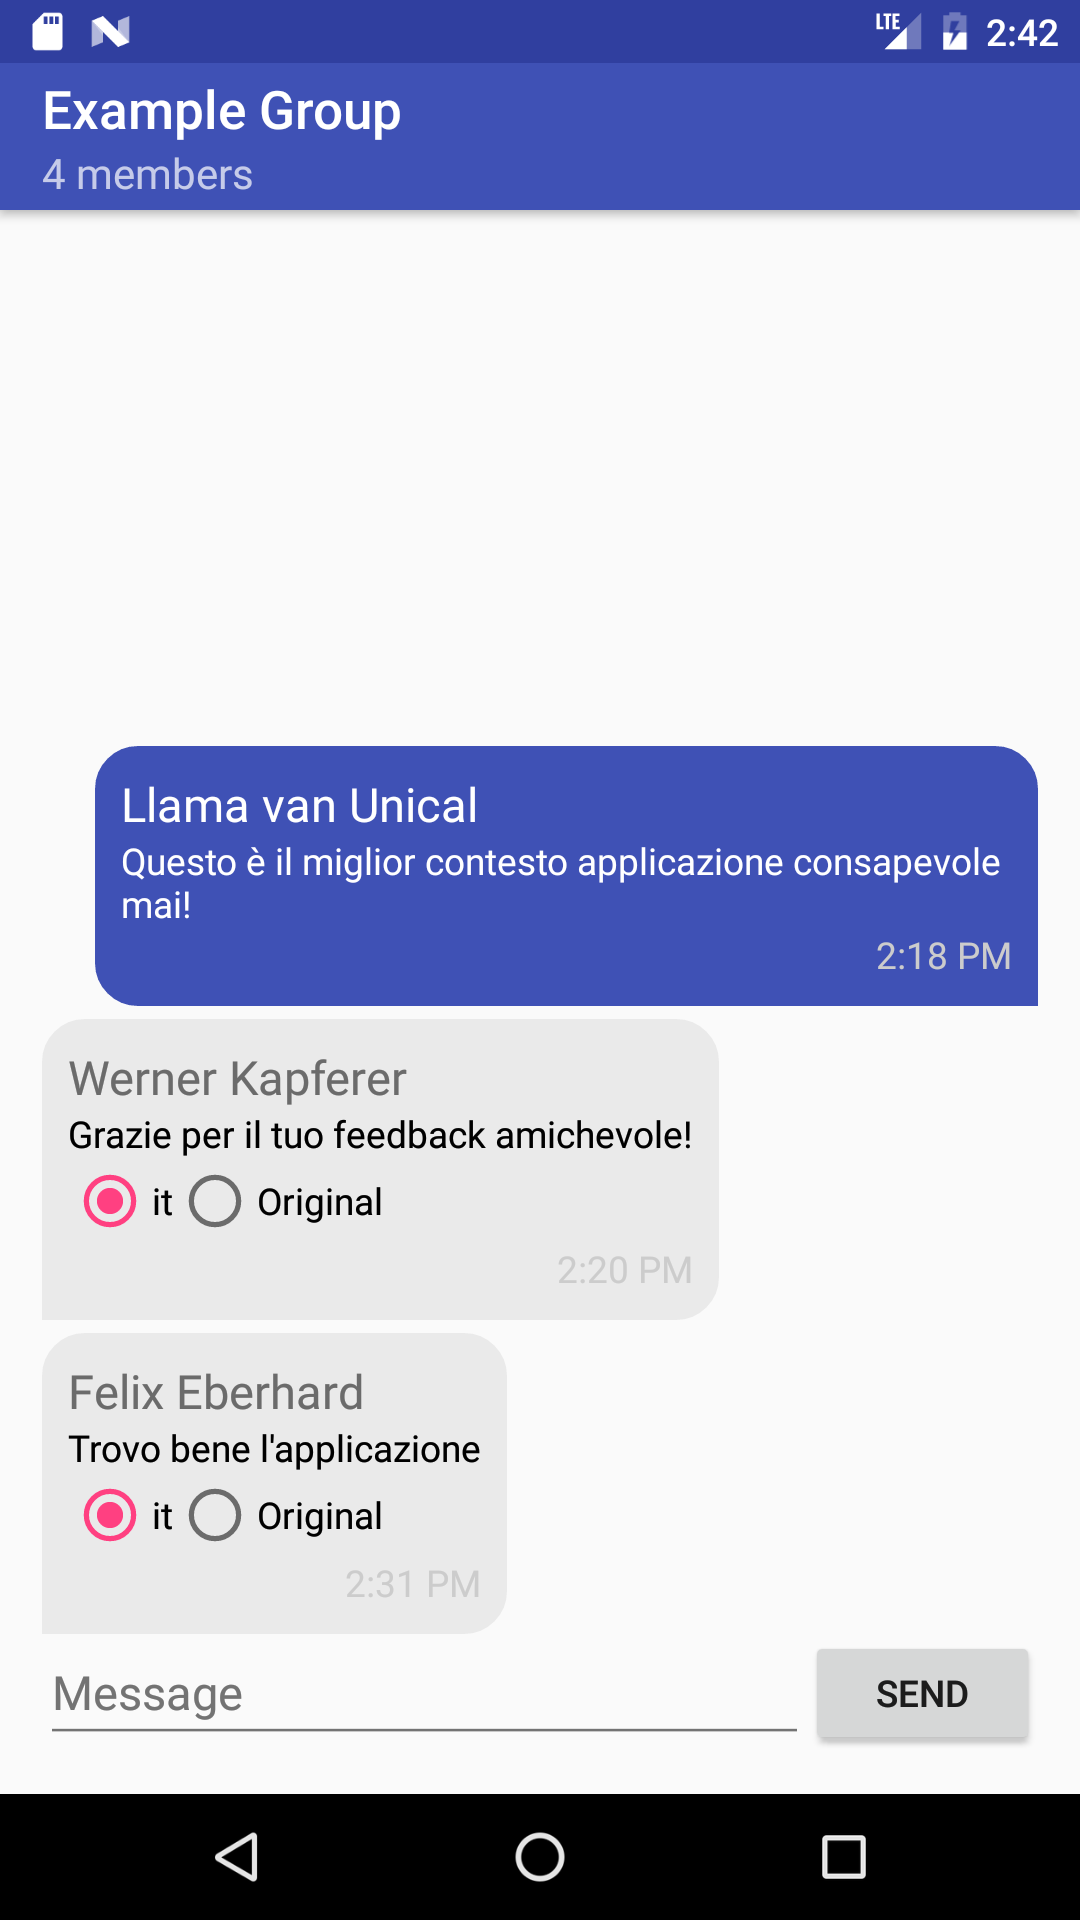 LTE 2:42
Example Group
4 members
Llama van Unical
Questo è il miglior contesto applicazione consapevole
mai!
2:18 PM
Werner Kapferer
Grazie per il tuo feedback amichevole!
it Original
2:20 PM
Felix Eberhard
Trovo bene l'applicazione
it Original
2:31 PM
Message SEND